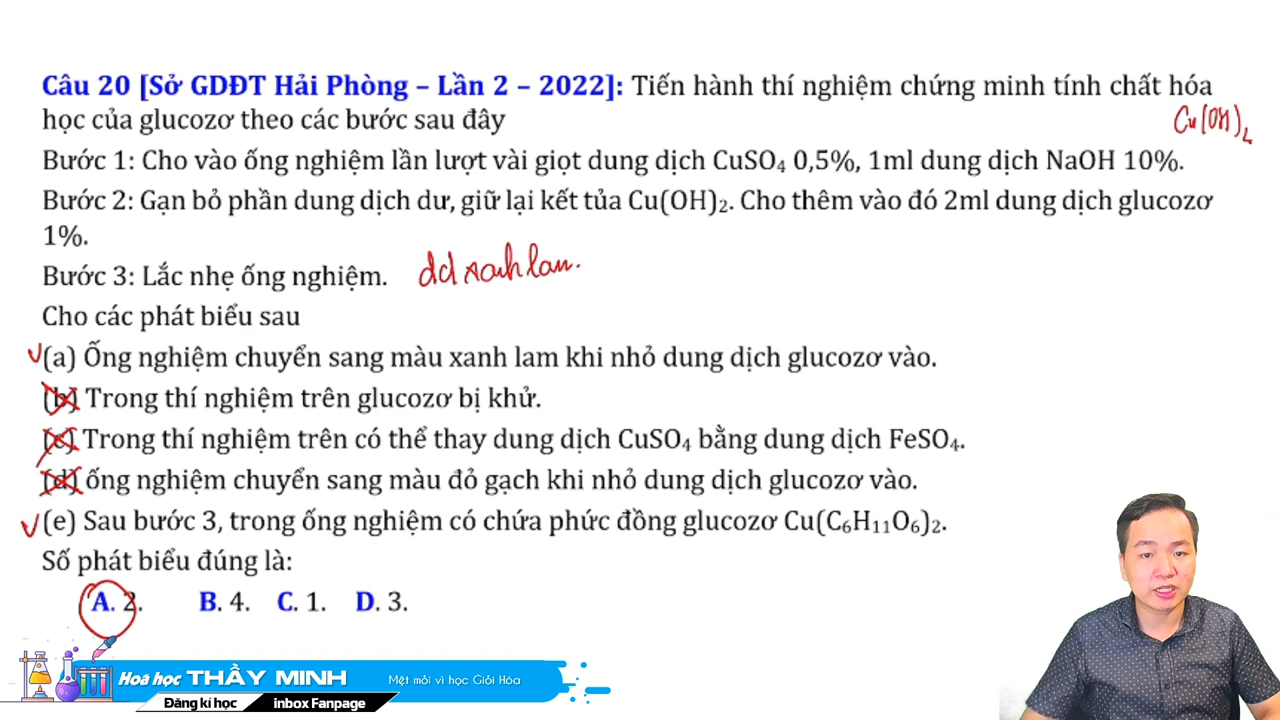 Câu 20 [Sở GDĐT Hải Phòng – Lần 2 – 2022]: Tiến hành thí nghiệm chứng minh tính chất hóa
học của glucozơ theo các bước sau đây
Cu(OH)₂
Bước 1: Cho vào ống nghiệm lần lượt vài giọt dung dịch CuSO₄ 0,5%, 1ml dung dịch NaOH 10%.
Bước 2: Gạn bỏ phần dung dịch dư, giữ lại kết tủa Cu(OH)₂. Cho thêm vào đó 2ml dung dịch glucozơ
1%.
Bước 3: Lắc nhẹ ống nghiệm. dd xanh lam.
Cho các phát biểu sau
(a) Ống nghiệm chuyển sang màu xanh lam khi nhỏ dung dịch glucozơ vào.
(b) Trong thí nghiệm trên glucozơ bị khử.
(c) Trong thí nghiệm trên có thể thay dung dịch CuSO₄ bằng dung dịch FeSO₄.
(d) ống nghiệm chuyển sang màu đỏ gạch khi nhỏ dung dịch glucozơ vào.
(e) Sau bước 3, trong ống nghiệm có chứa phức đồng glucozơ Cu(C₆H₁₁O₆)₂.
Số phát biểu đúng là:
A. 2. B. 4. C. 1. D. 3.
Hoá học THẦY MINH Mệt mỏi vì học Giỏi Hóa
Đăng kí học inbox Fanpage